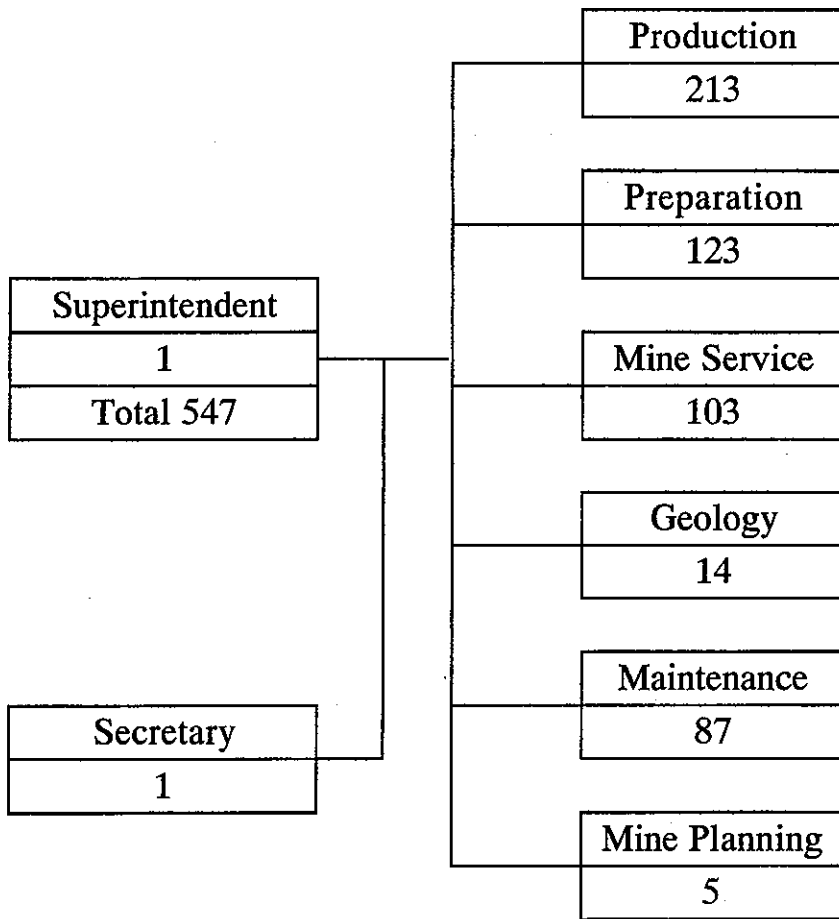 Production
213
Preparation
123
Superintendent
1
Total 547
Mine Service
103
Geology
14
Maintenance
87
Secretary
1
Mine Planning
5